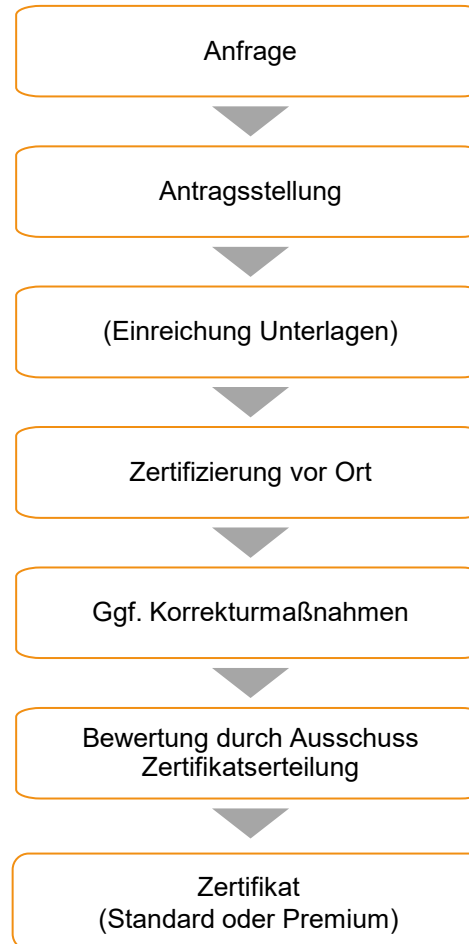 Anfrage
Antragsstellung
(Einreichung Unterlagen)
Zertifizierung vor Ort
Ggf. Korrekturmaßnahmen
Bewertung durch Ausschuss
Zertifikatserteilung
Zertifikat
(Standard oder Premium)